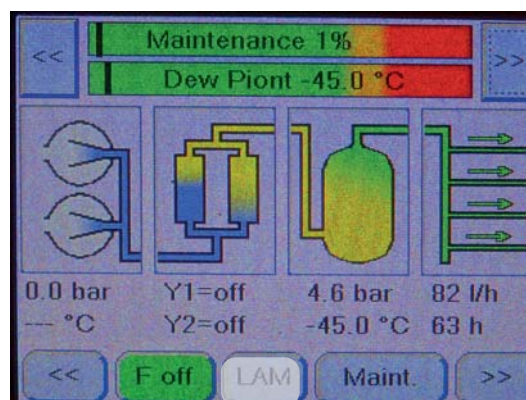 << Maintenance 1% >>
Dew Piont -45.0 °C
0.0 bar Y1=off 4.6 bar 82 l/h
--- °C Y2=off -45.0 °C 63 h
<< F off LAM Maint. >>